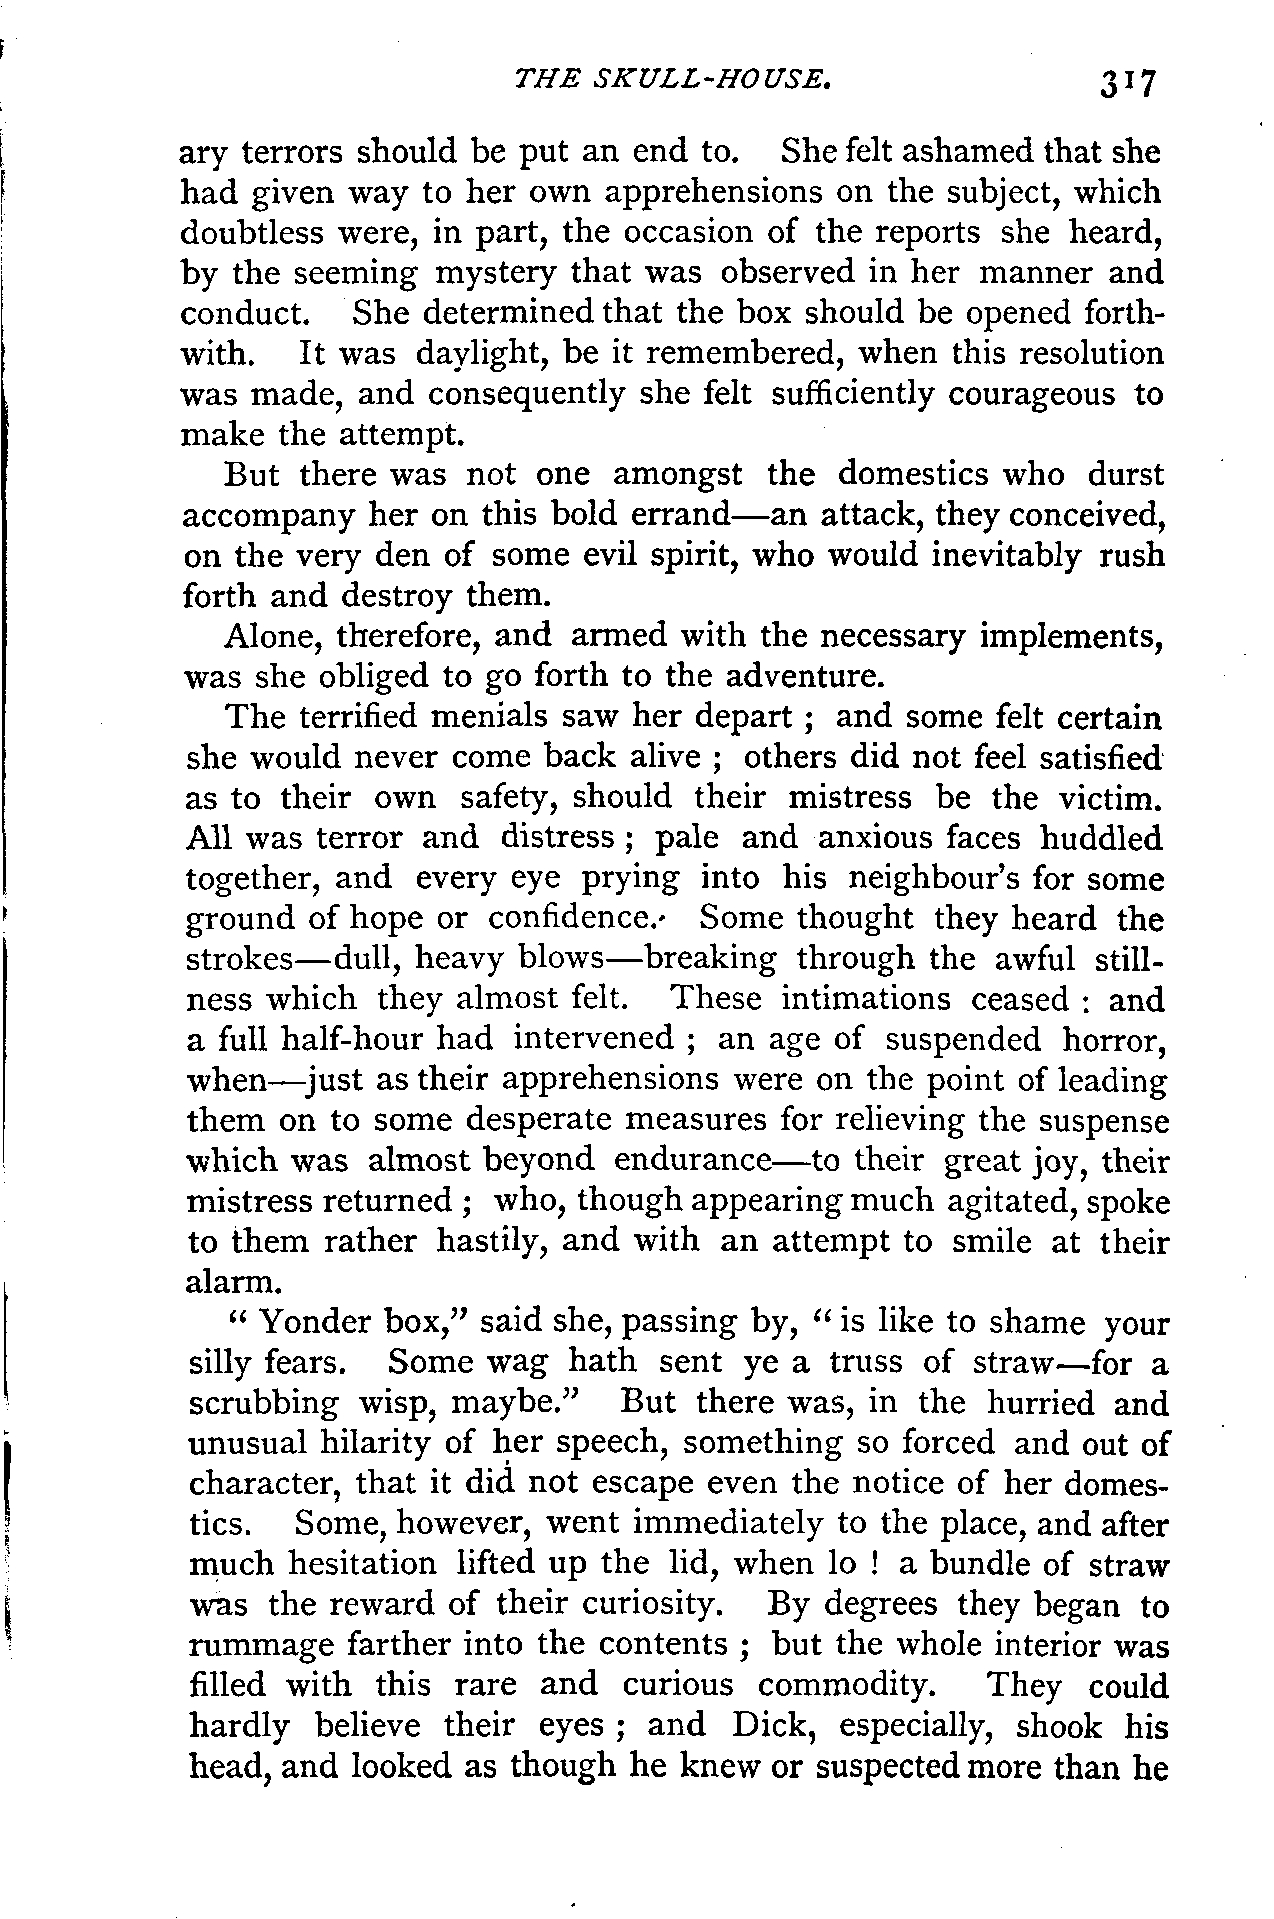 THE SKULL-HOUSE. 317
ary terrors should be put an end to. She felt ashamed that she
had given way to her own apprehensions on the subject, which
doubtless were, in part, the occasion of the reports she heard,
by the seeming mystery that was observed in her manner and
conduct. She determined that the box should be opened forth-
with. It was daylight, be it remembered, when this resolution
was made, and consequently she felt sufficiently courageous to
make the attempt.
But there was not one amongst the domestics who durst
accompany her on this bold errand—an attack, they conceived,
on the very den of some evil spirit, who would inevitably rush
forth and destroy them.
Alone, therefore, and armed with the necessary implements,
was she obliged to go forth to the adventure.
The terrified menials saw her depart ; and some felt certain
she would never come back alive ; others did not feel satisfied
as to their own safety, should their mistress be the victim.
All was terror and distress ; pale and anxious faces huddled
together, and every eye prying into his neighbour's for some
ground of hope or confidence. Some thought they heard the
strokes—dull, heavy blows—breaking through the awful still-
ness which they almost felt. These intimations ceased : and
a full half-hour had intervened ; an age of suspended horror,
when—just as their apprehensions were on the point of leading
them on to some desperate measures for relieving the suspense
which was almost beyond endurance—to their great joy, their
mistress returned ; who, though appearing much agitated, spoke
to them rather hastily, and with an attempt to smile at their
alarm.
“ Yonder box,” said she, passing by, “ is like to shame your
silly fears. Some wag hath sent ye a truss of straw—for a
scrubbing wisp, maybe.” But there was, in the hurried and
unusual hilarity of her speech, something so forced and out of
character, that it did not escape even the notice of her domes-
tics. Some, however, went immediately to the place, and after
much hesitation lifted up the lid, when lo ! a bundle of straw
was the reward of their curiosity. By degrees they began to
rummage farther into the contents ; but the whole interior was
filled with this rare and curious commodity. They could
hardly believe their eyes ; and Dick, especially, shook his
head, and looked as though he knew or suspected more than he